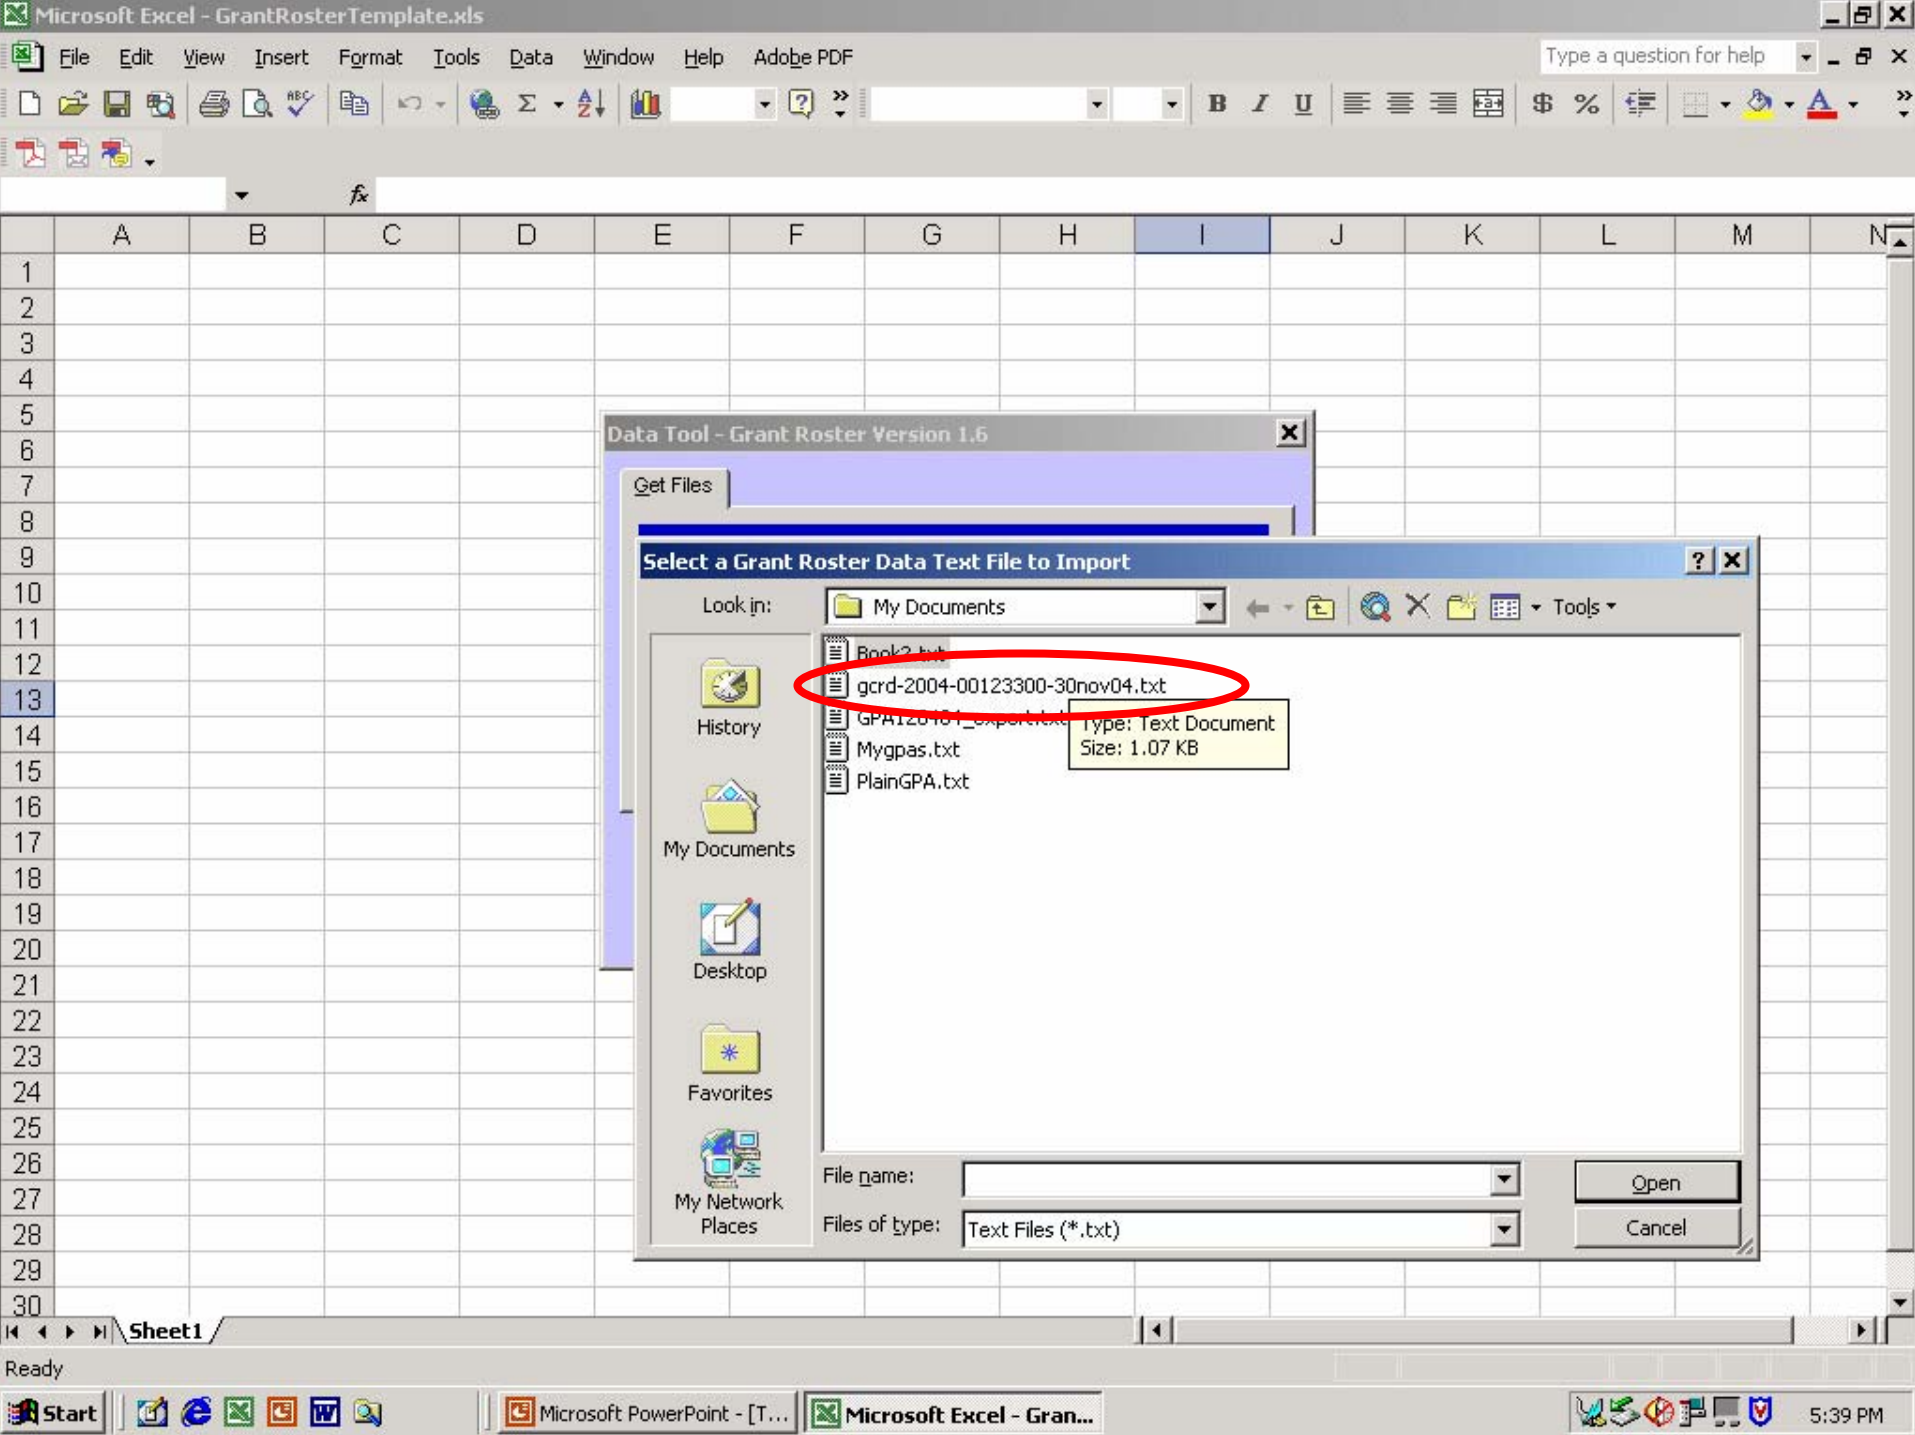 Microsoft Excel - GrantRosterTemplate.xls
File Edit View Insert Format Tools Data Window Help Adobe PDF Type a question for help
ABC Σ A Z B I U a $ % A
fx
A B C D E F G H I J K L M N
1
2
3
4
5
6
7
8
9
10
11
12
13
14
15
16
17
18
19
20
21
22
23
24
25
26
27
28
29
30
Data Tool - Grant Roster Version 1.6
Get Files
Select a Grant Roster Data Text File to Import
Look in: My Documents Tools
Book2.txt
gcrd-2004-00123300-30nov04.txt
GPA120404_export.txt
Mygpas.txt
PlainGPA.txt
Type: Text Document
Size: 1.07 KB
History
My Documents
Desktop
Favorites
My Network
Places
File name: Open
Files of type: Text Files (*.txt) Cancel
Sheet1
Ready
Start Microsoft PowerPoint - [T... Microsoft Excel - Gran... 5:39 PM